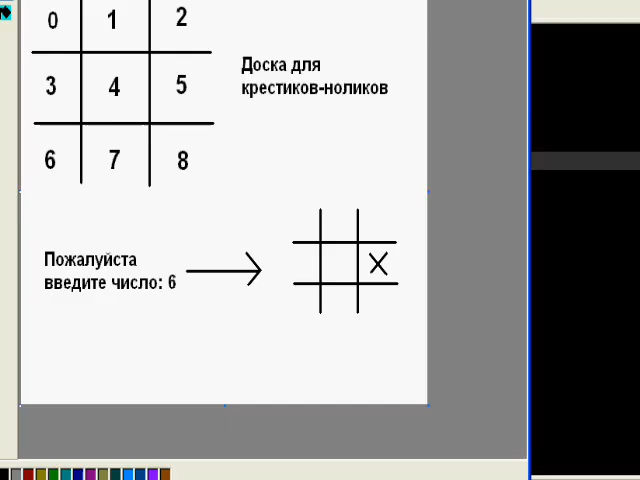 0 1 2
3 4 5
6 7 8
Доска для
крестиков-ноликов
Пожалуйста
введите число: 6
X